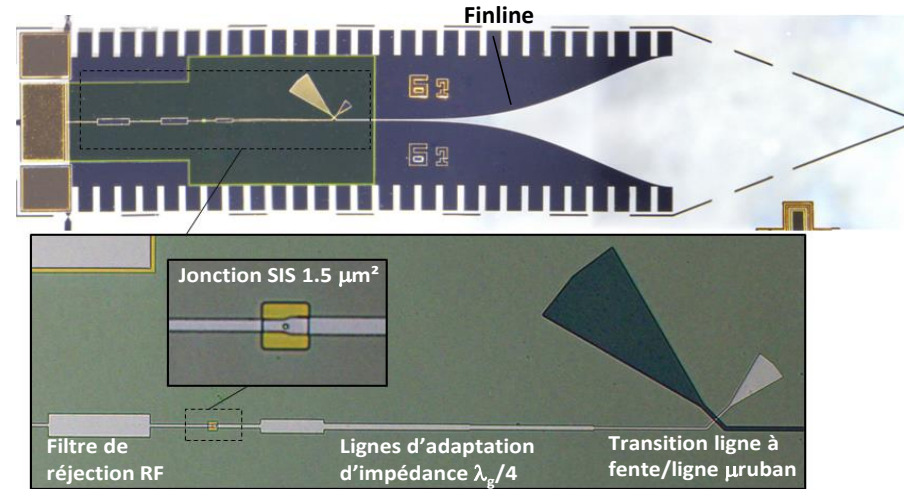 Finline
Jonction SIS 1.5 µm²
Filtre de
réjection RF
Lignes d’adaptation
d’impédance λg/4
Transition ligne à
fente/ligne µruban